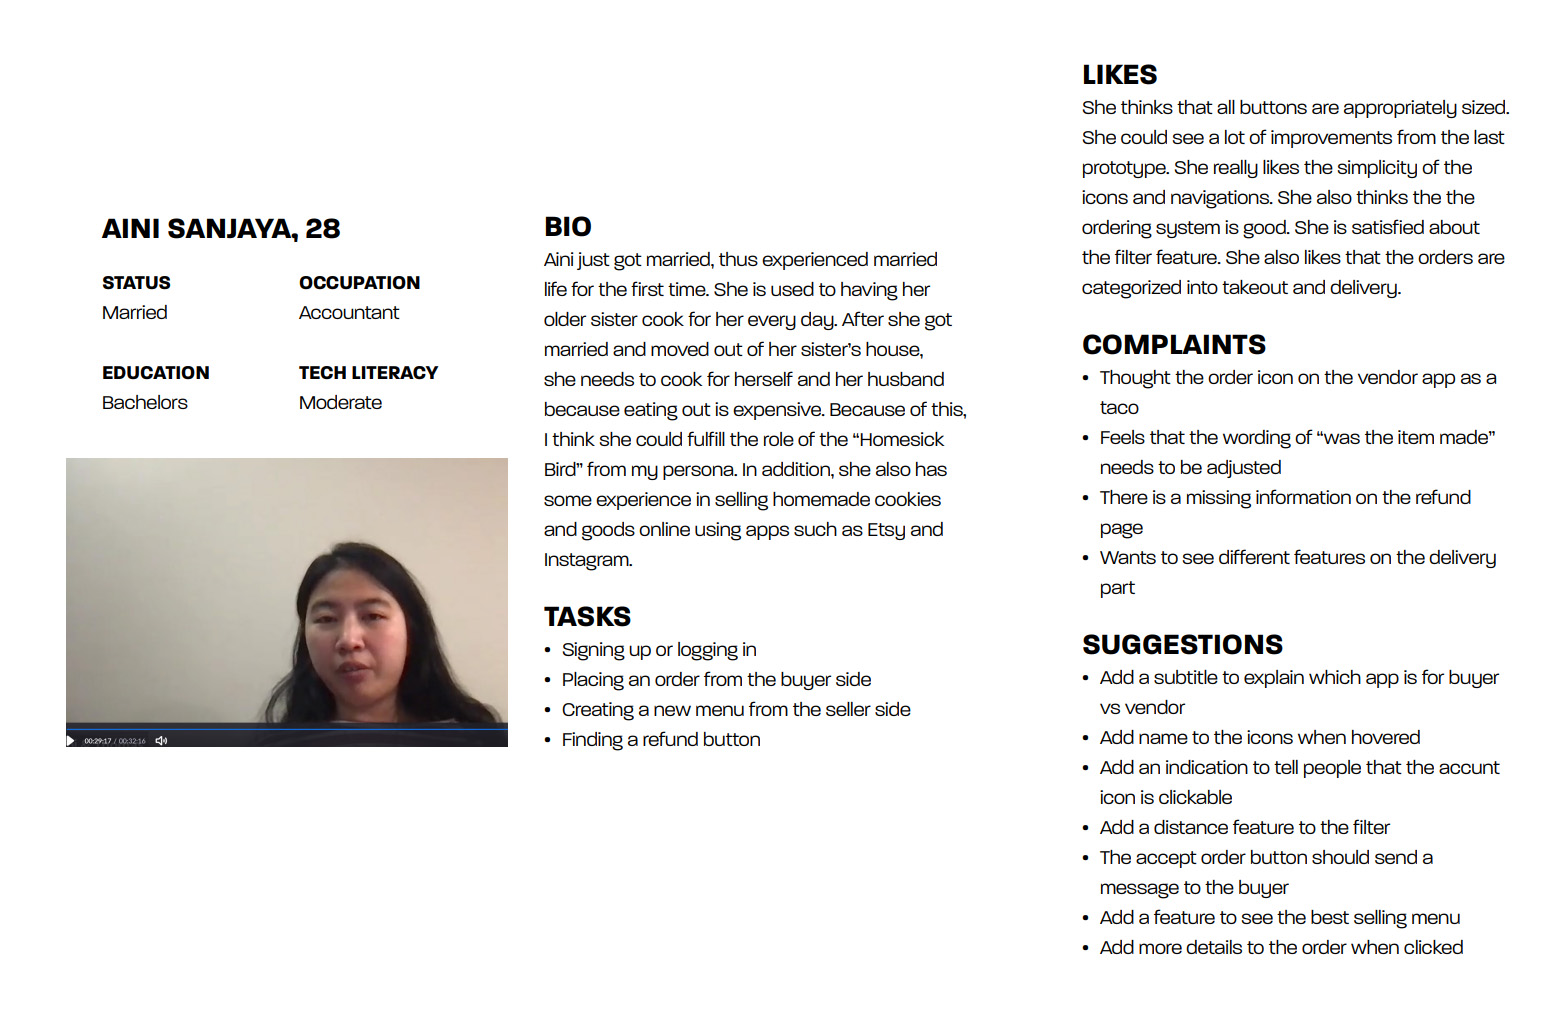 AINI SANJAYA, 28
STATUS
Married
OCCUPATION
Accountant
EDUCATION
Bachelors
TECH LITERACY
Moderate
00:29:17 / 00:32:16
BIO
Aini just got married, thus experienced married
life for the first time. She is used to having her
older sister cook for her every day. After she got
married and moved out of her sister’s house,
she needs to cook for herself and her husband
because eating out is expensive. Because of this,
I think she could fulfill the role of the “Homesick
Bird” from my persona. In addition, she also has
some experience in selling homemade cookies
and goods online using apps such as Etsy and
Instagram.
TASKS
• Signing up or logging in
• Placing an order from the buyer side
• Creating a new menu from the seller side
• Finding a refund button
LIKES
She thinks that all buttons are appropriately sized.
She could see a lot of improvements from the last
prototype. She really likes the simplicity of the
icons and navigations. She also thinks the the
ordering system is good. She is satisfied about
the filter feature. She also likes that the orders are
categorized into takeout and delivery.
COMPLAINTS
• Thought the order icon on the vendor app as a
taco
• Feels that the wording of “was the item made”
needs to be adjusted
• There is a missing information on the refund
page
• Wants to see different features on the delivery
part
SUGGESTIONS
• Add a subtitle to explain which app is for buyer
vs vendor
• Add name to the icons when hovered
• Add an indication to tell people that the accunt
icon is clickable
• Add a distance feature to the filter
• The accept order button should send a
message to the buyer
• Add a feature to see the best selling menu
• Add more details to the order when clicked